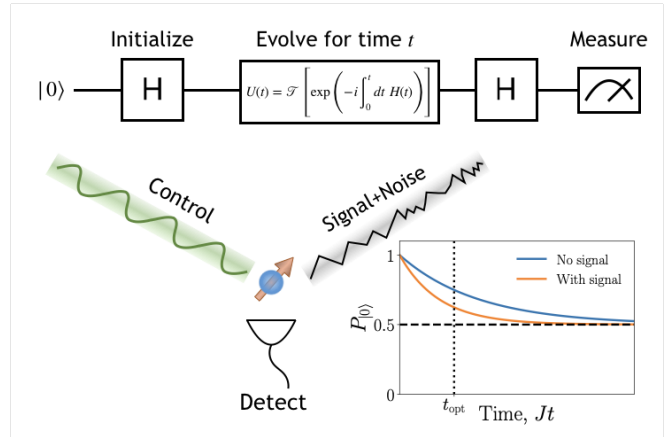 Initialize
Evolve for time t
Measure
|0⟩
H
U(t) = 𝒯 [exp(−i∫₀ᵗ dt H(t))]
H
Control
Signal+Noise
Detect
1
0.5
0
P|0⟩
No signal
With signal
t_opt
Time, Jt